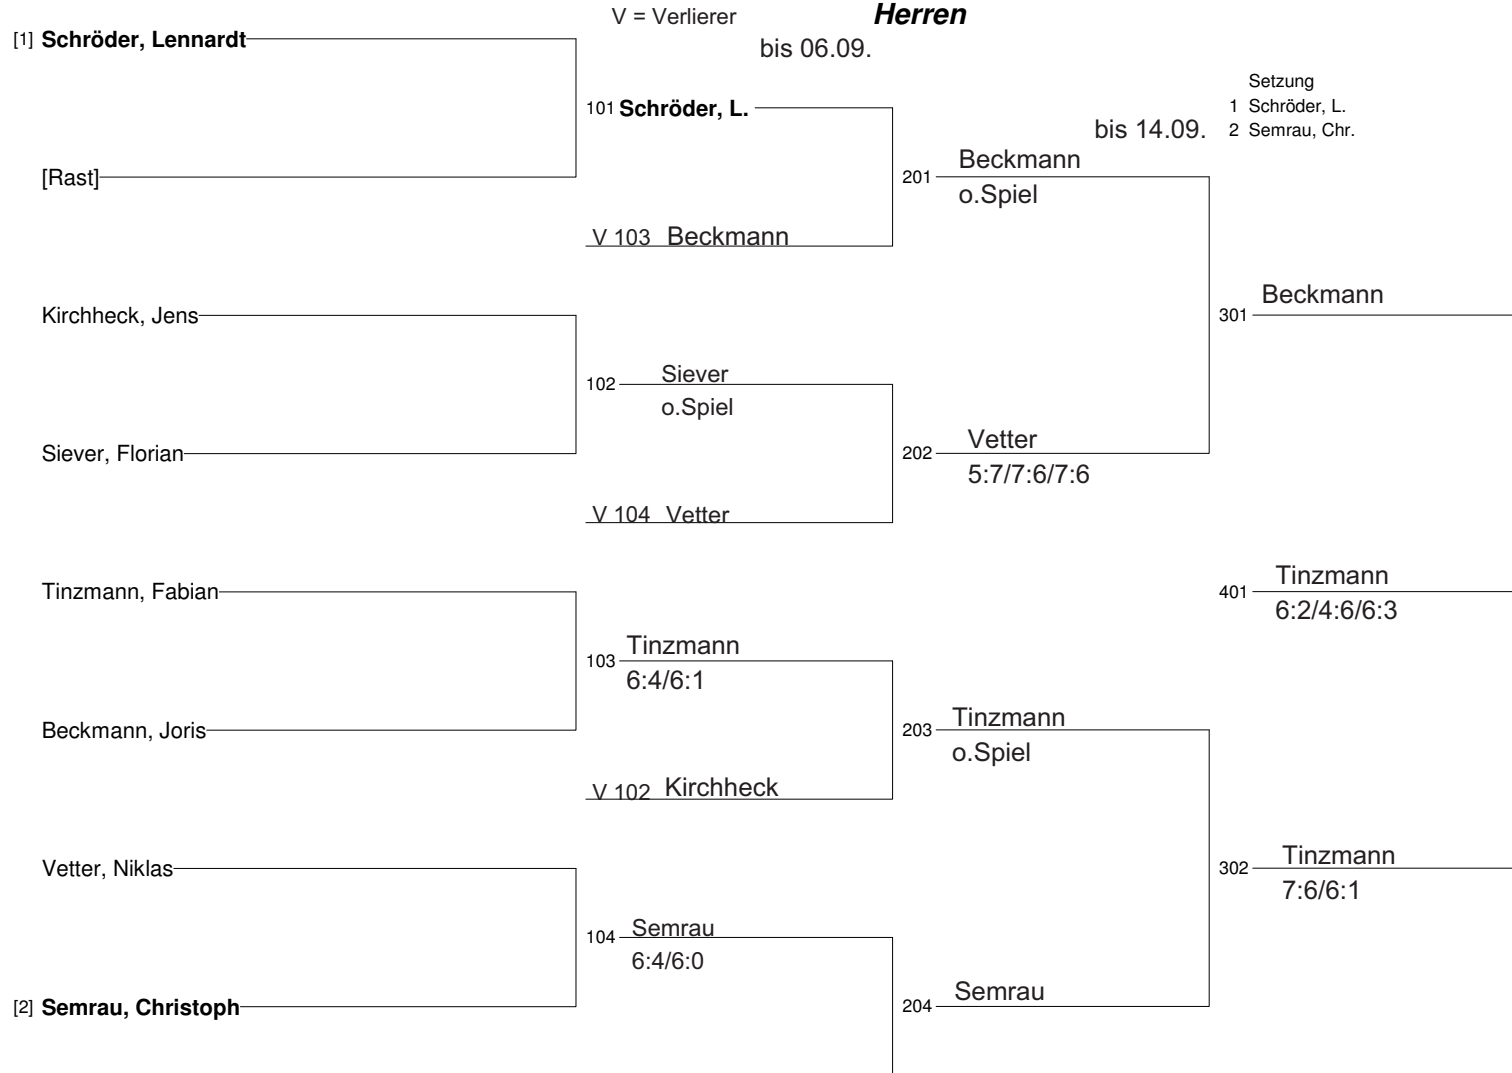 V = Verlierer Herren
[1] Schröder, Lennardt
bis 06.09.
Setzung
1 Schröder, L.
101 Schröder, L.
bis 14.09. 2 Semrau, Chr.
Beckmann
[Rast]
201
o.Spiel
V 103 Beckmann
Beckmann
Kirchheck, Jens
301
Siever
102
o.Spiel
Vetter
Siever, Florian
202
5:7/7:6/7:6
V 104 Vetter
Tinzmann
Tinzmann, Fabian
401
6:2/4:6/6:3
Tinzmann
103
6:4/6:1
Tinzmann
Beckmann, Joris
203
o.Spiel
V 102 Kirchheck
Tinzmann
Vetter, Niklas
302
7:6/6:1
Semrau
104
6:4/6:0
Semrau
[2] Semrau, Christoph
204